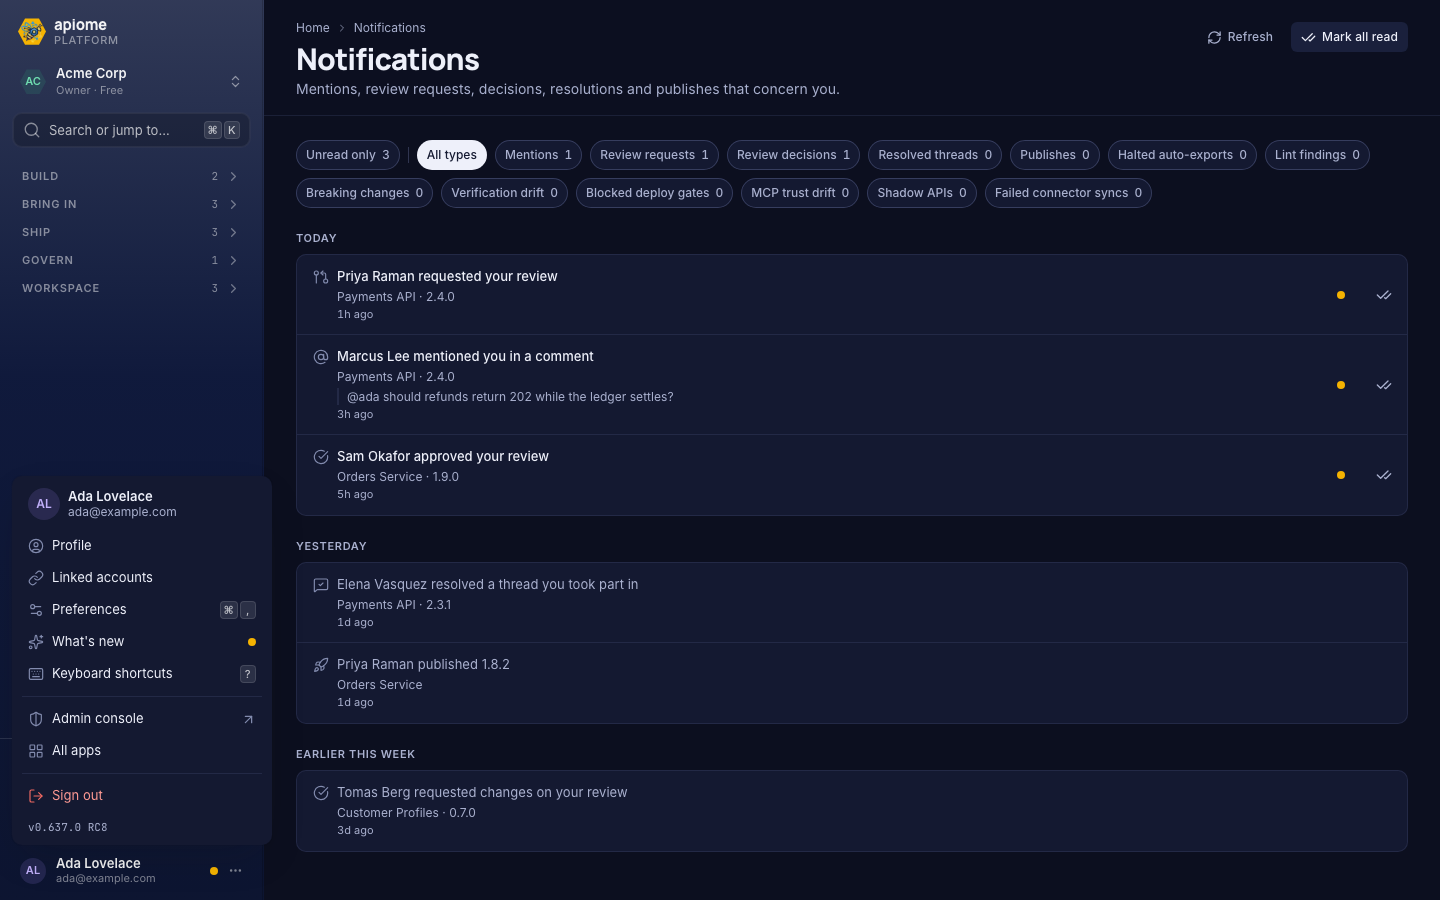 apiome
PLATFORM
AC
Acme Corp
Owner · Free
Search or jump to...
⌘ K
BUILD 2
BRING IN 3
SHIP 3
GOVERN 1
WORKSPACE 3
AL
Ada Lovelace
ada@example.com
Profile
Linked accounts
Preferences ⌘ ,
What's new
Keyboard shortcuts ?
Admin console
All apps
Sign out
v0.637.0 RC8
AL
Ada Lovelace
ada@example.com
Home Notifications
Notifications
Mentions, review requests, decisions, resolutions and publishes that concern you.
Refresh
Mark all read
Unread only 3 All types Mentions 1 Review requests 1 Review decisions 1 Resolved threads 0 Publishes 0 Halted auto-exports 0 Lint findings 0
Breaking changes 0 Verification drift 0 Blocked deploy gates 0 MCP trust drift 0 Shadow APIs 0 Failed connector syncs 0
TODAY
Priya Raman requested your review
Payments API · 2.4.0
1h ago
Marcus Lee mentioned you in a comment
Payments API · 2.4.0
@ada should refunds return 202 while the ledger settles?
3h ago
Sam Okafor approved your review
Orders Service · 1.9.0
5h ago
YESTERDAY
Elena Vasquez resolved a thread you took part in
Payments API · 2.3.1
1d ago
Priya Raman published 1.8.2
Orders Service
1d ago
EARLIER THIS WEEK
Tomas Berg requested changes on your review
Customer Profiles · 0.7.0
3d ago